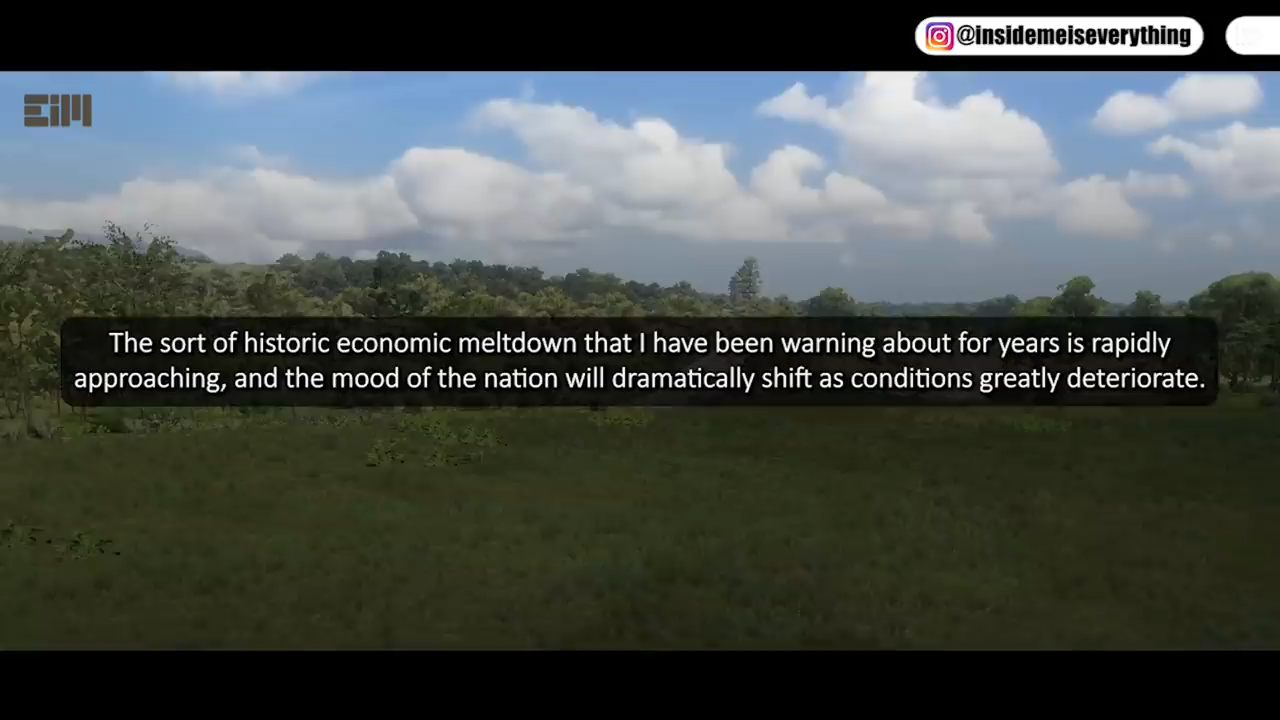 @insidemeiseverything
EiM
The sort of historic economic meltdown that I have been warning about for years is rapidly
approaching, and the mood of the nation will dramatically shift as conditions greatly deteriorate.